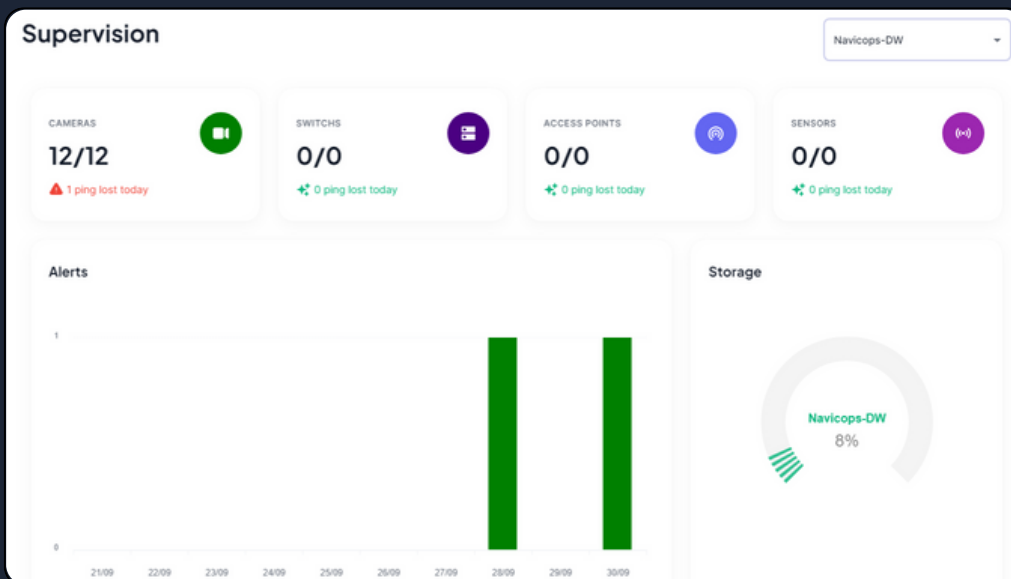 Supervision
Navicops-DW
CAMERAS
12/12
1 ping lost today
SWITCHS
0/0
0 ping lost today
ACCESS POINTS
0/0
0 ping lost today
SENSORS
0/0
0 ping lost today
Alerts
1
0
21/09 22/09 23/09 24/09 25/09 26/09 27/09 28/09 29/09 30/09
Storage
Navicops-DW
8%